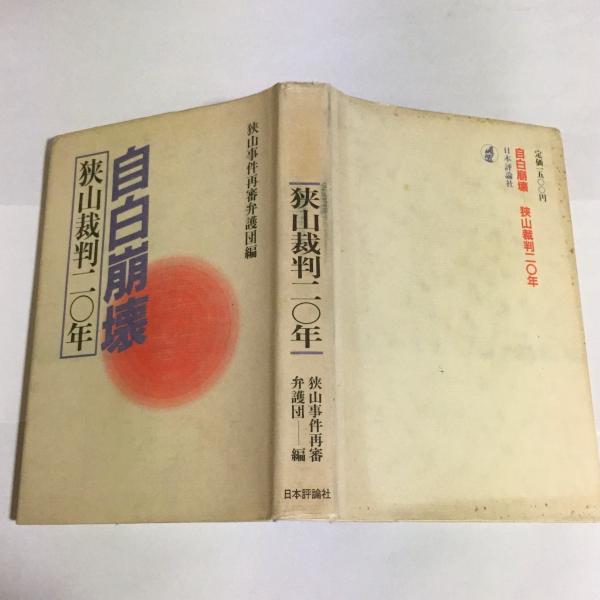 自白崩壊
狭山裁判二〇年
狭山事件再審弁護団編
狭山裁判二〇年
狭山事件再審
弁護団──編
日本評論社
定価一五〇〇円
自白崩壊 狭山裁判二〇年
日本評論社